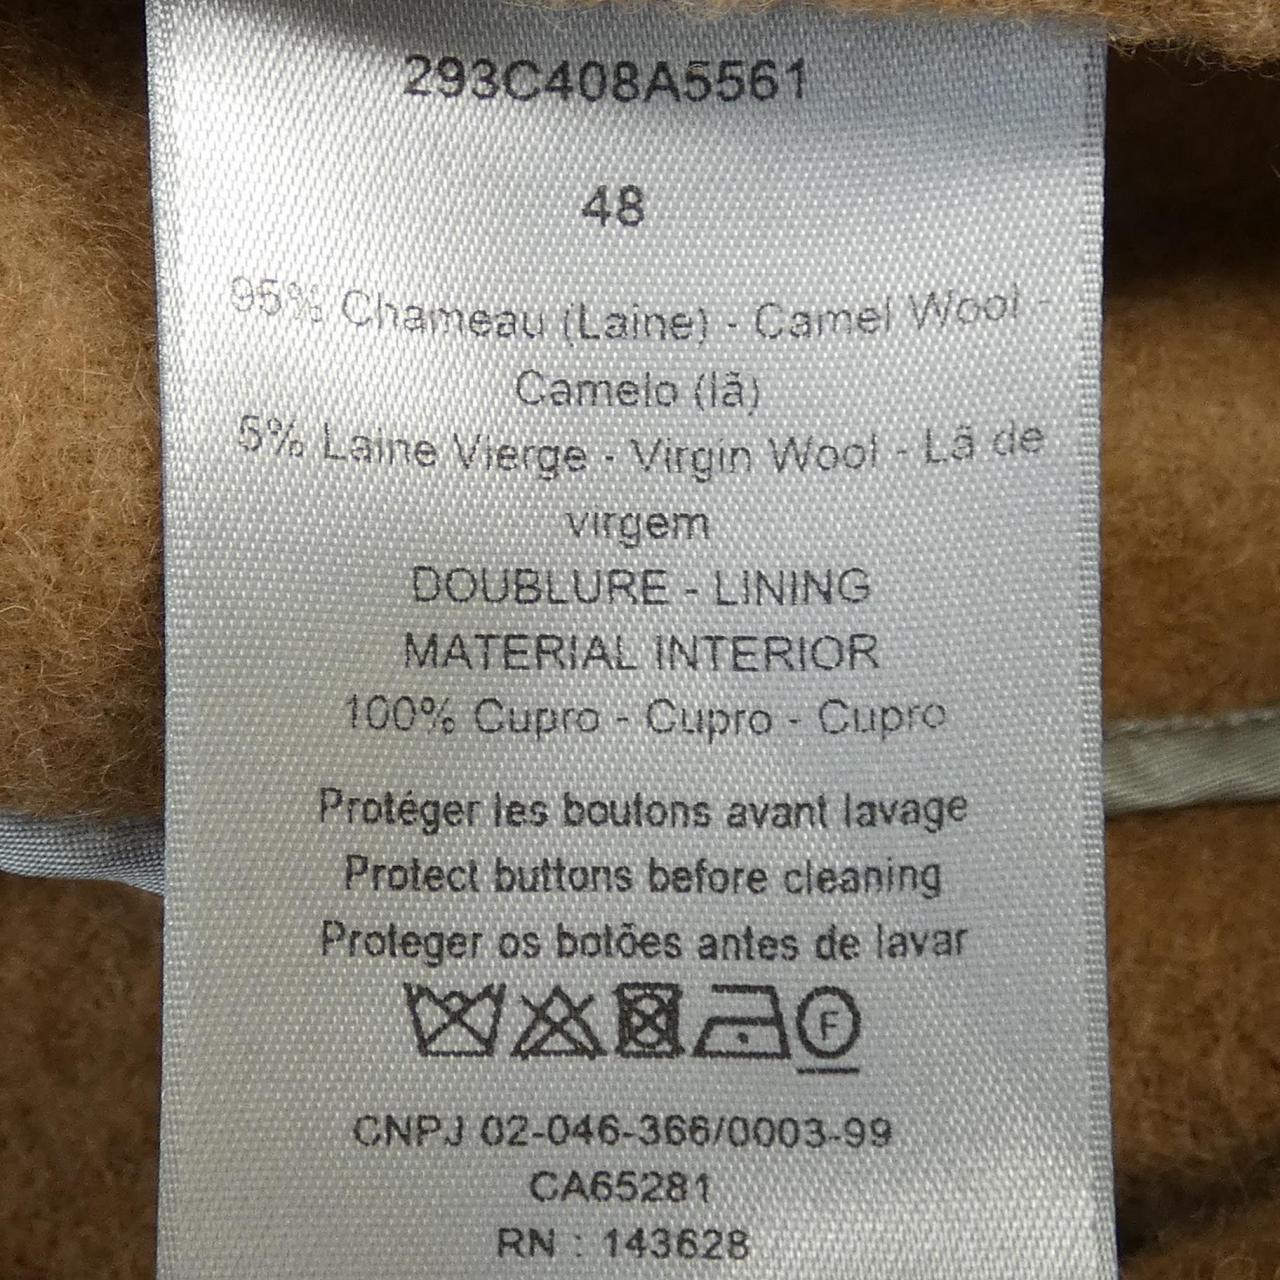 293C408A5561
48
95% Chameau (Laine) - Camel Wool -
Camelo (lã)
5% Laine Vierge - Virgin Wool - Lã de
virgem
DOUBLURE - LINING
MATERIAL INTERIOR
100% Cupro - Cupro - Cupro
Protéger les boutons avant lavage
Protect buttons before cleaning
Proteger os botões antes de lavar
F
CNPJ 02-046-366/0003-99
CA65281
RN : 143628